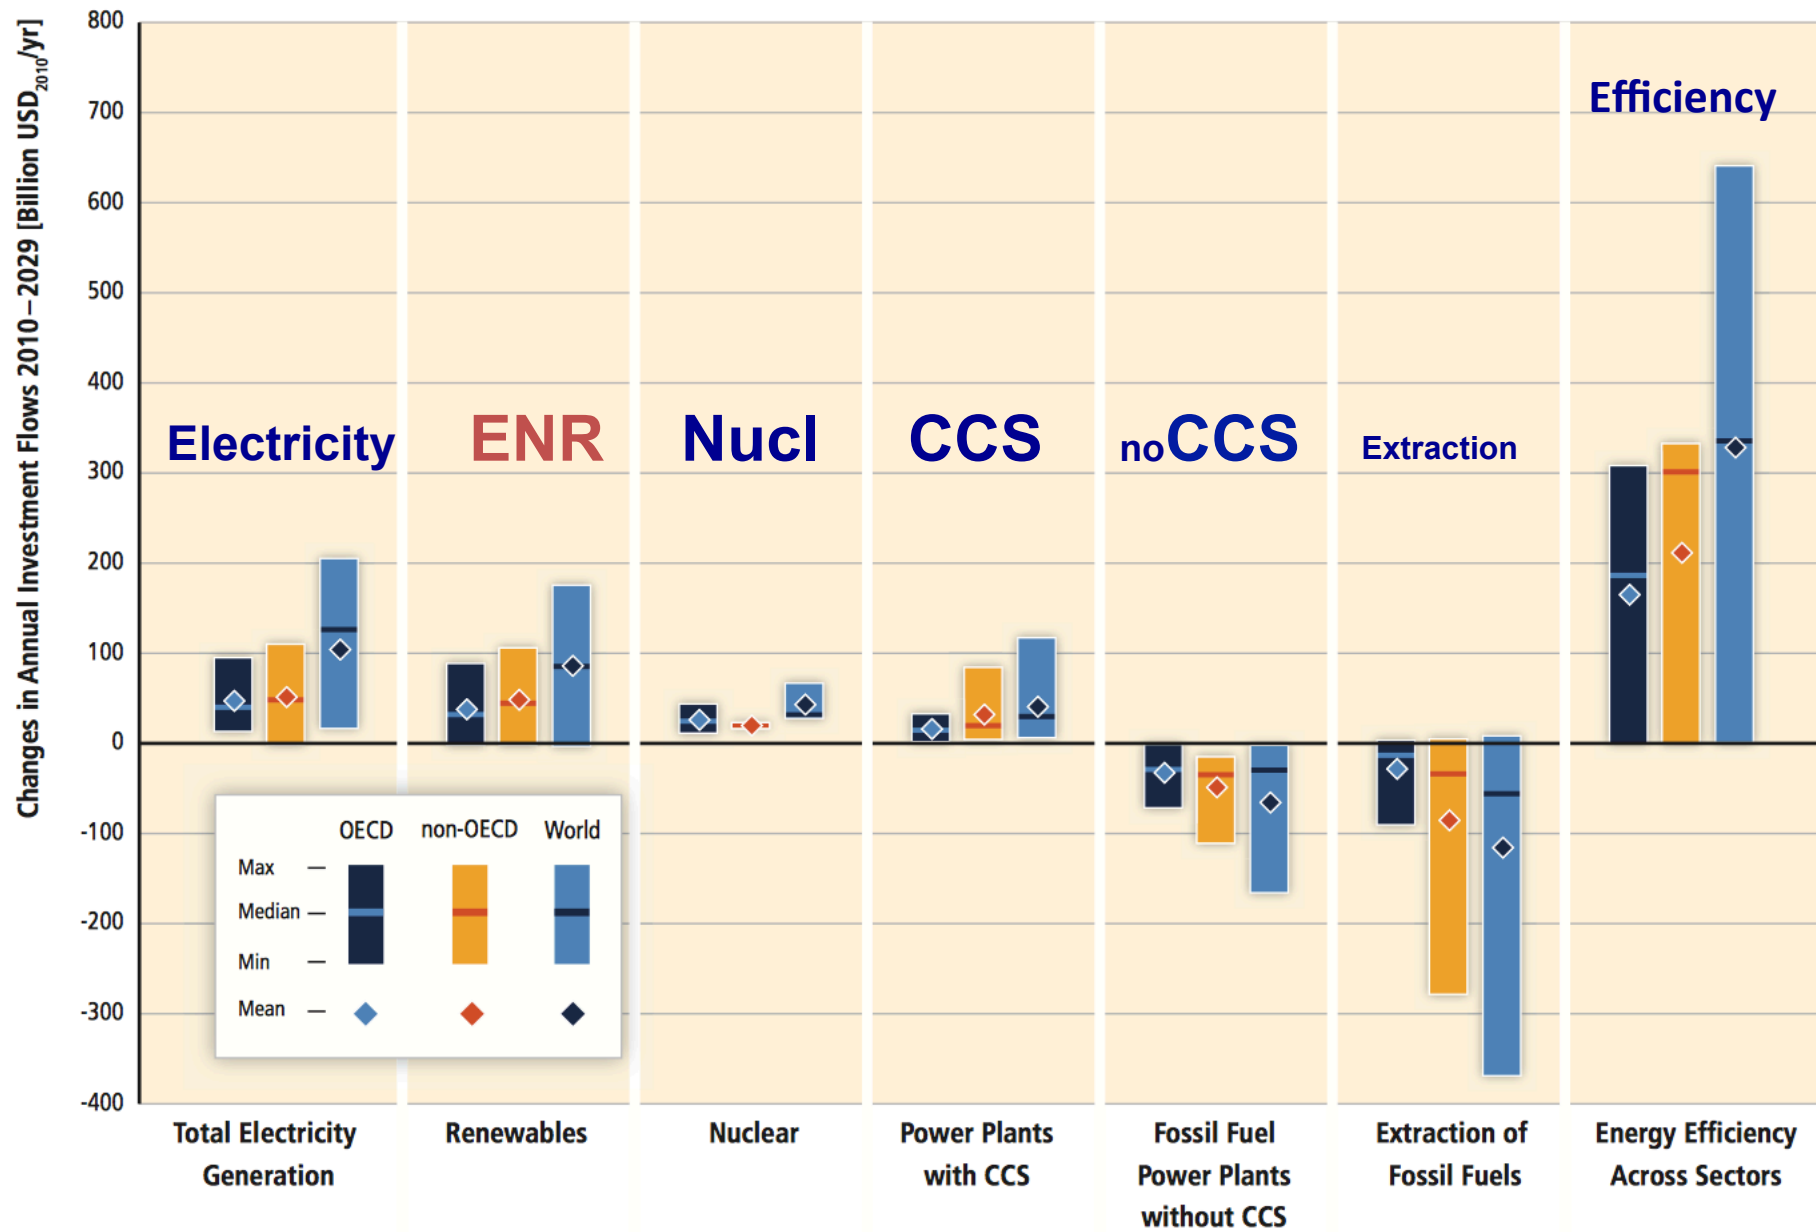 Changes in Annual Investment Flows 2010–2029 [Billion USD2010/yr]
800
700
600
500
400
300
200
100
0
-100
-200
-300
-400
Efficiency
Electricity
ENR
Nucl
CCS
noCCS
Extraction
OECD non-OECD World
Max
Median
Min
Mean
Total Electricity
Generation
Renewables
Nuclear
Power Plants
with CCS
Fossil Fuel
Power Plants
without CCS
Extraction of
Fossil Fuels
Energy Efficiency
Across Sectors